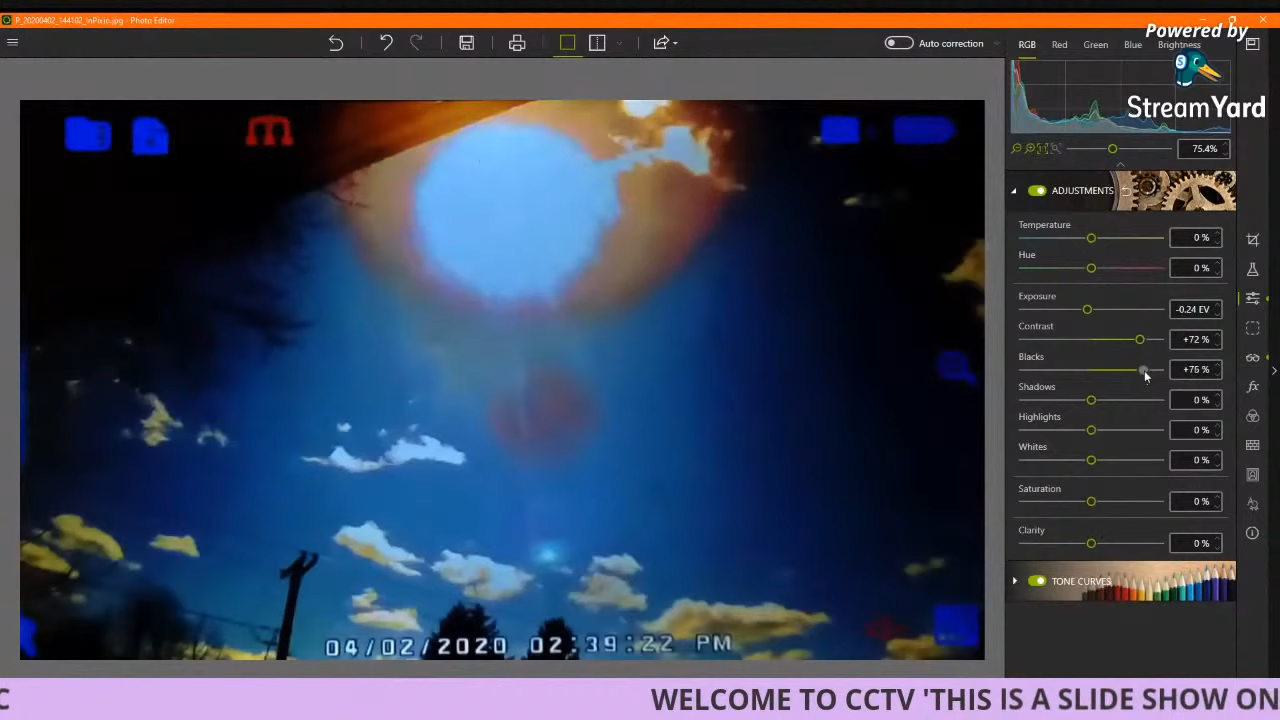 P_20200402_144102_InPixio.jpg - Photo Editor
Auto correction
RGB Red Green Blue Brightness
Powered by
StreamYard
75.4%
ADJUSTMENTS
Temperature
0 %
Hue
0 %
Exposure
-0.24 EV
Contrast
+72 %
Blacks
+75 %
Shadows
0 %
Highlights
0 %
Whites
0 %
Saturation
0 %
Clarity
0 %
TONE CURVES
04/02/2020 02:39:22 PM
C WELCOME TO CCTV 'THIS IS A SLIDE SHOW ON